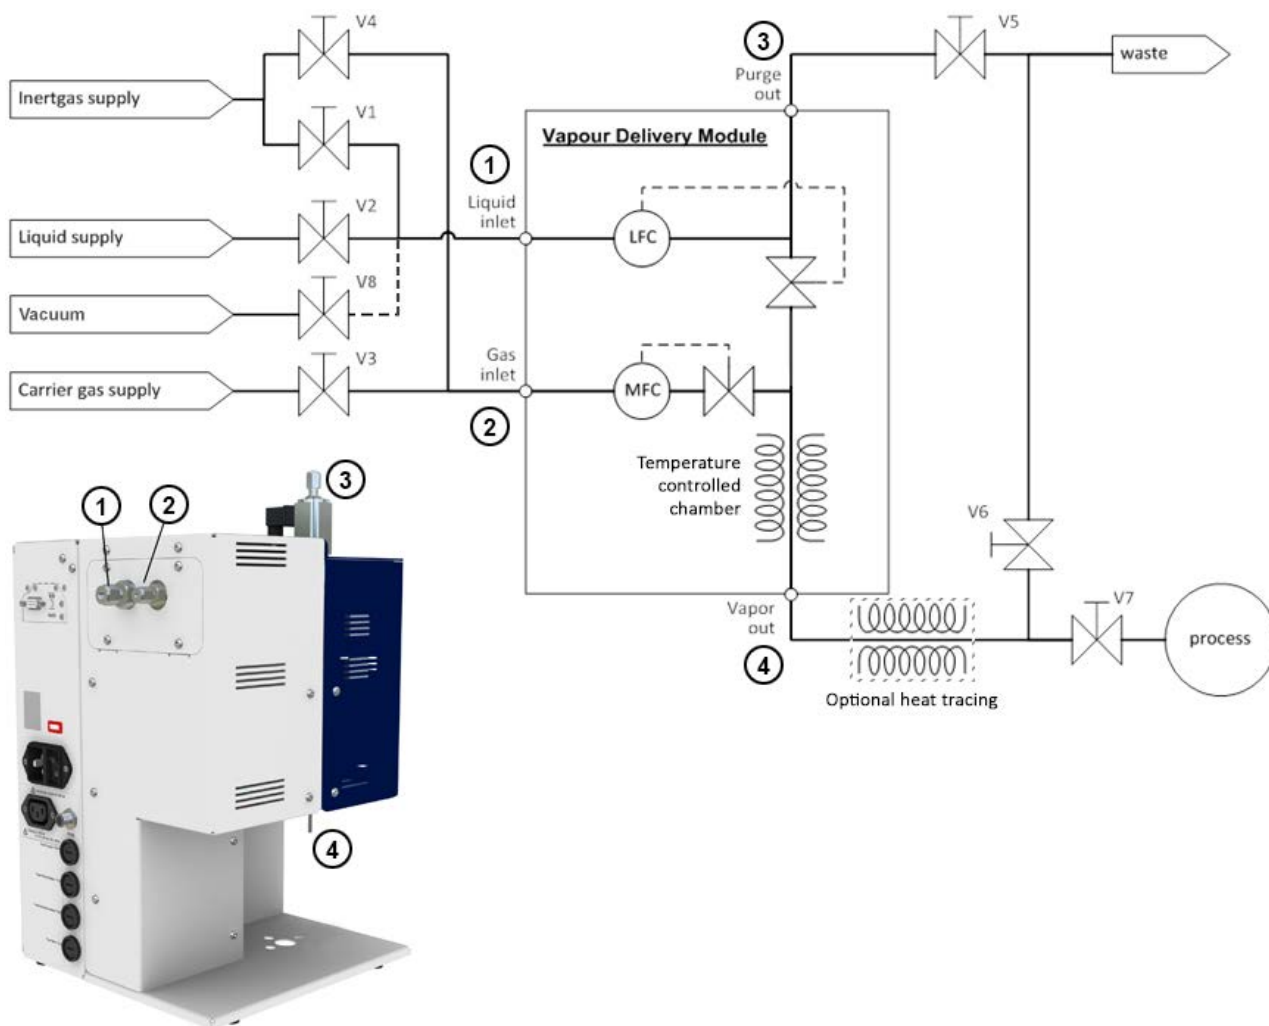 V4
3
V5
Purge
out
waste
Inertgas supply
V1
Vapour Delivery Module
1
Liquid
inlet
V2
Liquid supply
LFC
V8
Vacuum
V3
Gas
inlet
Carrier gas supply
MFC
2
Temperature
controlled
chamber
V6
Vapor
out
V7
process
4
Optional heat tracing
3
1
2
4